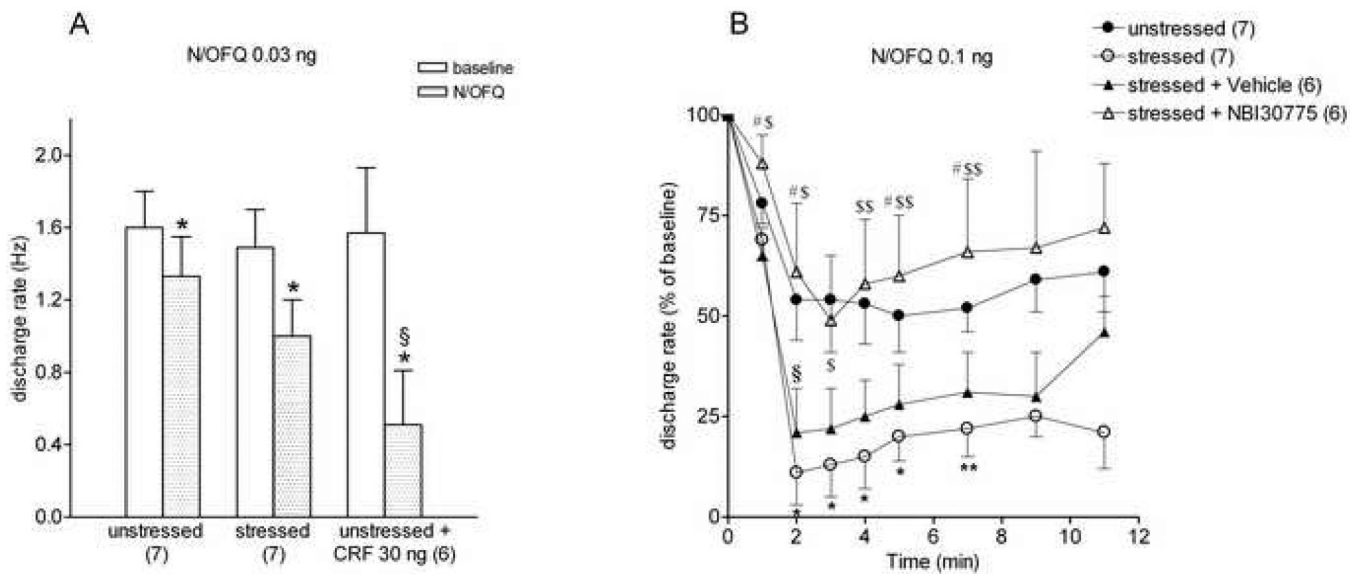 A
N/OFQ 0.03 ng
baseline
N/OFQ
discharge rate (Hz)
2.0
1.6
1.2
0.8
0.4
0.0
*
*
§
*
unstressed
(7)
stressed
(7)
unstressed +
CRF 30 ng (6)
B
N/OFQ 0.1 ng
unstressed (7)
stressed (7)
stressed + Vehicle (6)
stressed + NBI30775 (6)
discharge rate (% of baseline)
100
75
50
25
0
#$
#$
$$
#$$
#$$
§
$
*
*
*
*
**
0 2 4 6 8 10 12
Time (min)